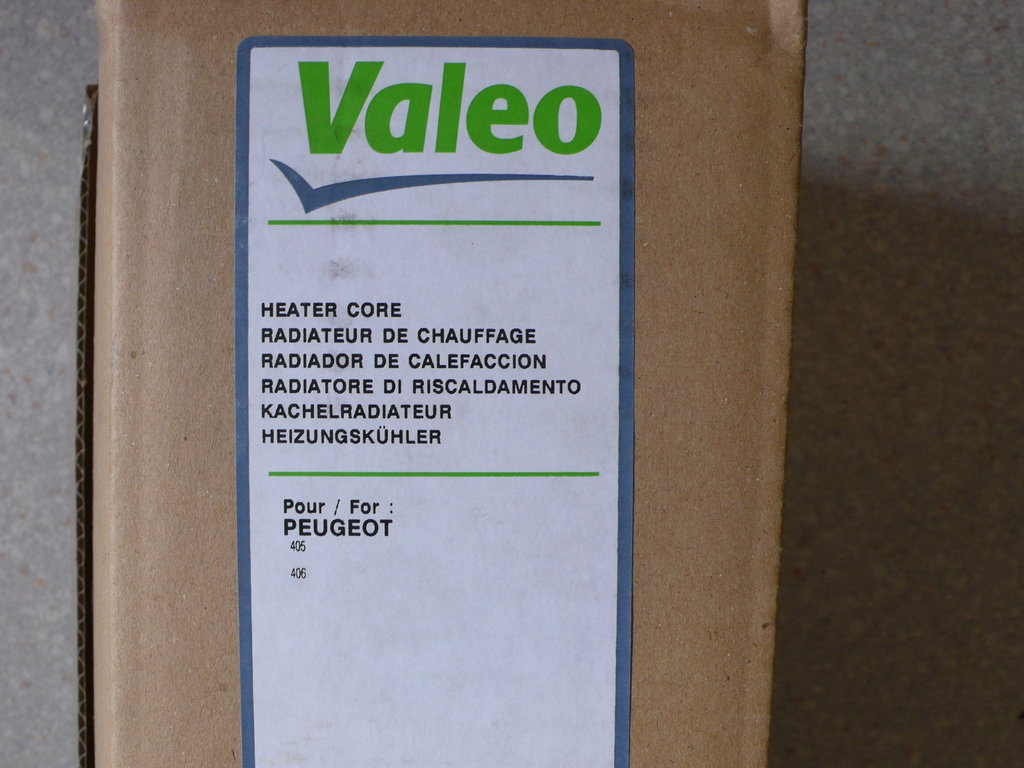 Valeo
HEATER CORE
RADIATEUR DE CHAUFFAGE
RADIADOR DE CALEFACCION
RADIATORE DI RISCALDAMENTO
KACHELRADIATEUR
HEIZUNGSKÜHLER
Pour / For :
PEUGEOT
405
406